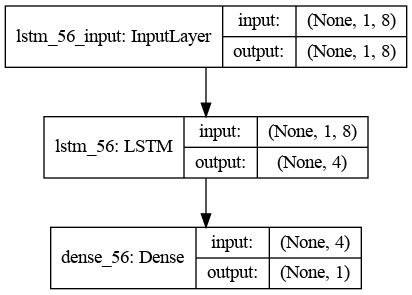 lstm_56_input: InputLayer
input: (None, 1, 8)
output: (None, 1, 8)
lstm_56: LSTM
input: (None, 1, 8)
output: (None, 4)
dense_56: Dense
input: (None, 4)
output: (None, 1)